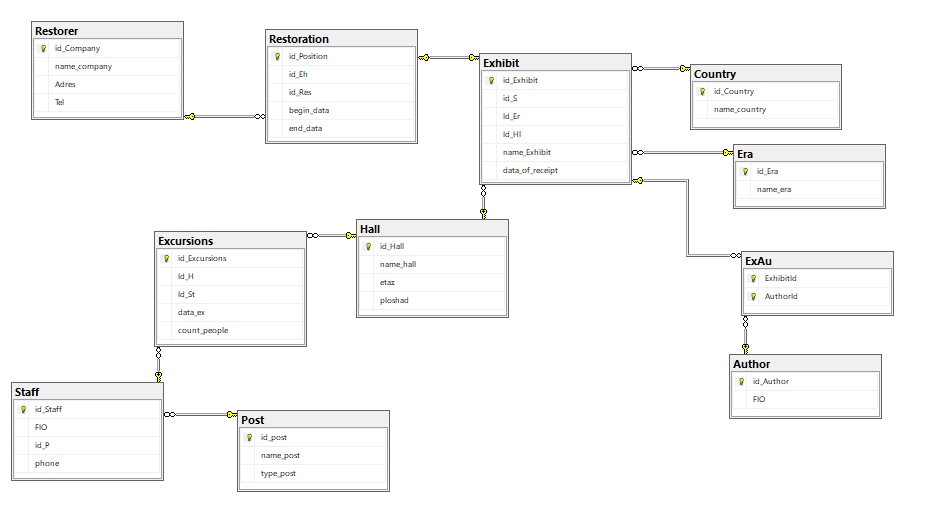 Restorer
id_Company
name_company
Adres
Tel
Restoration
id_Position
id_Eh
id_Res
begin_data
end_data
Exhibit
id_Exhibit
id_S
Id_Er
Id_Hl
name_Exhibit
data_of_receipt
Country
id_Country
name_country
Era
id_Era
name_era
Excursions
id_Excursions
Id_H
Id_St
data_ex
count_people
Hall
id_Hall
name_hall
etaz
ploshad
ExAu
ExhibitId
AuthorId
Author
id_Author
FIO
Staff
id_Staff
FIO
id_P
phone
Post
id_post
name_post
type_post